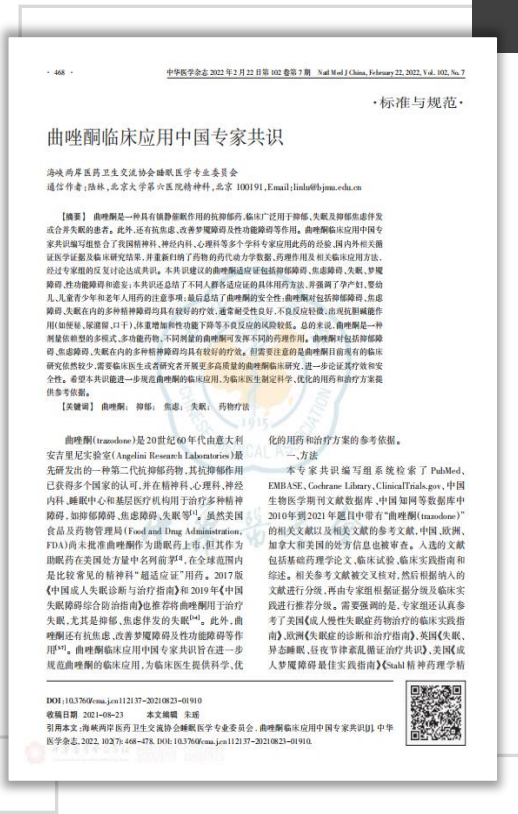 · 468 ·
中华医学杂志 2022 年 2 月 22 日第 102 卷第 7 期 Natl Med J China, February 22, 2022, Vol. 102, No. 7
·标准与规范·
曲唑酮临床应用中国专家共识
海峡两岸医药卫生交流协会睡眠医学专业委员会
通信作者:陆林,北京大学第六医院精神科,北京 100191,Email:linlu@bjmu.edu.cn
【摘要】 曲唑酮是一种具有镇静催眠作用的抗抑郁药,临床广泛用于抑郁、失眠及抑郁焦虑伴发
或合并失眠的患者。此外,还有抗焦虑、改善梦魇障碍及性功能障碍等作用。曲唑酮临床应用中国专
家共识编写组整合了我国精神科、神经内科、心理科等多个学科专家应用此药的经验,国内外相关循
证医学证据及临床研究结果,并重新归纳了药物的药代动力学数据、药理作用及相关临床应用方法,
经过专家组的反复讨论达成共识。本共识建议的曲唑酮适应证包括抑郁障碍、焦虑障碍、失眠、梦魇
障碍、性功能障碍和谵妄;本共识还总结了不同人群各适应证的具体用药方法,并强调了孕产妇、婴幼
儿、儿童青少年和老年人用药的注意事项;最后总结了曲唑酮的安全性:曲唑酮对包括抑郁障碍、焦虑
障碍、失眠在内的多种精神障碍均具有较好的疗效,通常耐受性良好,不良反应轻微,出现抗胆碱能作
用(如便秘、尿潴留、口干)、体重增加和性功能下降等不良反应的风险较低。总的来说,曲唑酮是一种
剂量依赖型的多模式、多功能药物,不同剂量的曲唑酮可发挥不同的药理作用。曲唑酮对包括抑郁障
碍、焦虑障碍、失眠在内的多种精神障碍均具有较好的疗效。但需要注意的是曲唑酮目前现有的临床
研究依然较少,需要临床医生或者研究者开展更多高质量的曲唑酮临床研究,进一步论证其疗效和安
全性。希望本共识能进一步规范曲唑酮的临床应用,为临床医生制定科学、优化的用药和治疗方案提
供参考依据。
【关键词】 曲唑酮; 抑郁; 焦虑; 失眠; 药物疗法
曲唑酮(trazodone)是 20 世纪 60 年代由意大利
安吉里尼实验室(Angelini Research Laboratories)最
先研发出的一种第二代抗抑郁药物,其抗抑郁作用
已获得多个国家的认可,并在精神科、心理科、神经
内科、睡眠中心和基层医疗机构用于治疗多种精神
障碍,如抑郁障碍、焦虑障碍、失眠等[1]。虽然美国
食品及药物管理局(Food and Drug Administration,
FDA)尚未批准曲唑酮作为助眠药上市,但其作为
助眠药在美国处方量中名列前茅[2],在全球范围内
是比较常见的精神科“超适应证”用药。2017版
《中国成人失眠诊断与治疗指南》和2019年《中国
失眠障碍综合防治指南》也推荐将曲唑酮用于治疗
失眠,尤其是抑郁、焦虑伴发的失眠[3-4]。此外,曲
唑酮还有抗焦虑、改善梦魇障碍及性功能障碍等作
用[5-7]。曲唑酮临床应用中国专家共识旨在进一步
规范曲唑酮的临床应用,为临床医生提供科学、优
化的用药和治疗方案的参考依据。
一、方法
本专家共识编写组系统检索了 PubMed、
EMBASE、Cochrane Library、ClinicalTrials.gov、中国
生物医学期刊文献数据库、中国知网等数据库中
2010年到2021年题目中带有“曲唑酮(trazodone)”
的相关文献以及相关文献的参考文献,中国、欧洲、
加拿大和美国的处方信息也被审查。入选的文献
包括基础药理学论文、临床试验、临床实践指南和
综述。相关参考文献被交叉核对,然后根据纳入的
文献进行分级,再由专家组根据证据分级及临床实
践进行推荐分级。需要强调的是,专家组还认真参
考了美国《成人慢性失眠症药物治疗的临床实践指
南》、欧洲《失眠症的诊断和治疗指南》、英国《失眠、
异态睡眠、昼夜节律紊乱循证治疗共识》、美国《成
人梦魇障碍最佳实践指南》《Stahl 精神药理学精
DOI:10.3760/cma.j.cn112137-20210823-01910
收稿日期 2021-08-23 本文编辑 朱瑶
引用本文:海峡两岸医药卫生交流协会睡眠医学专业委员会. 曲唑酮临床应用中国专家共识[J]. 中华
医学杂志, 2022, 102(7): 468-478. DOI: 10.3760/cma.j.cn112137-20210823-01910.